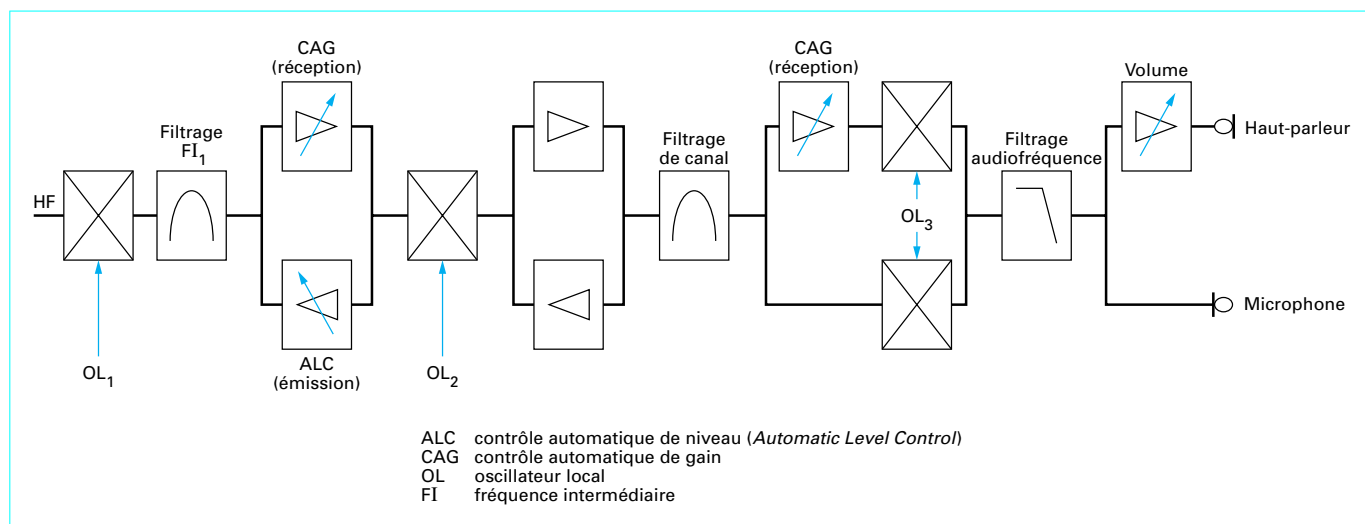 CAG
(réception)
CAG
(réception)
Volume
Filtrage
FI1
Filtrage
de canal
Filtrage
audiofréquence
Haut-parleur
HF
OL3
Microphone
OL1
ALC
(émission)
OL2
ALC contrôle automatique de niveau (Automatic Level Control)
CAG contrôle automatique de gain
OL oscillateur local
FI fréquence intermédiaire